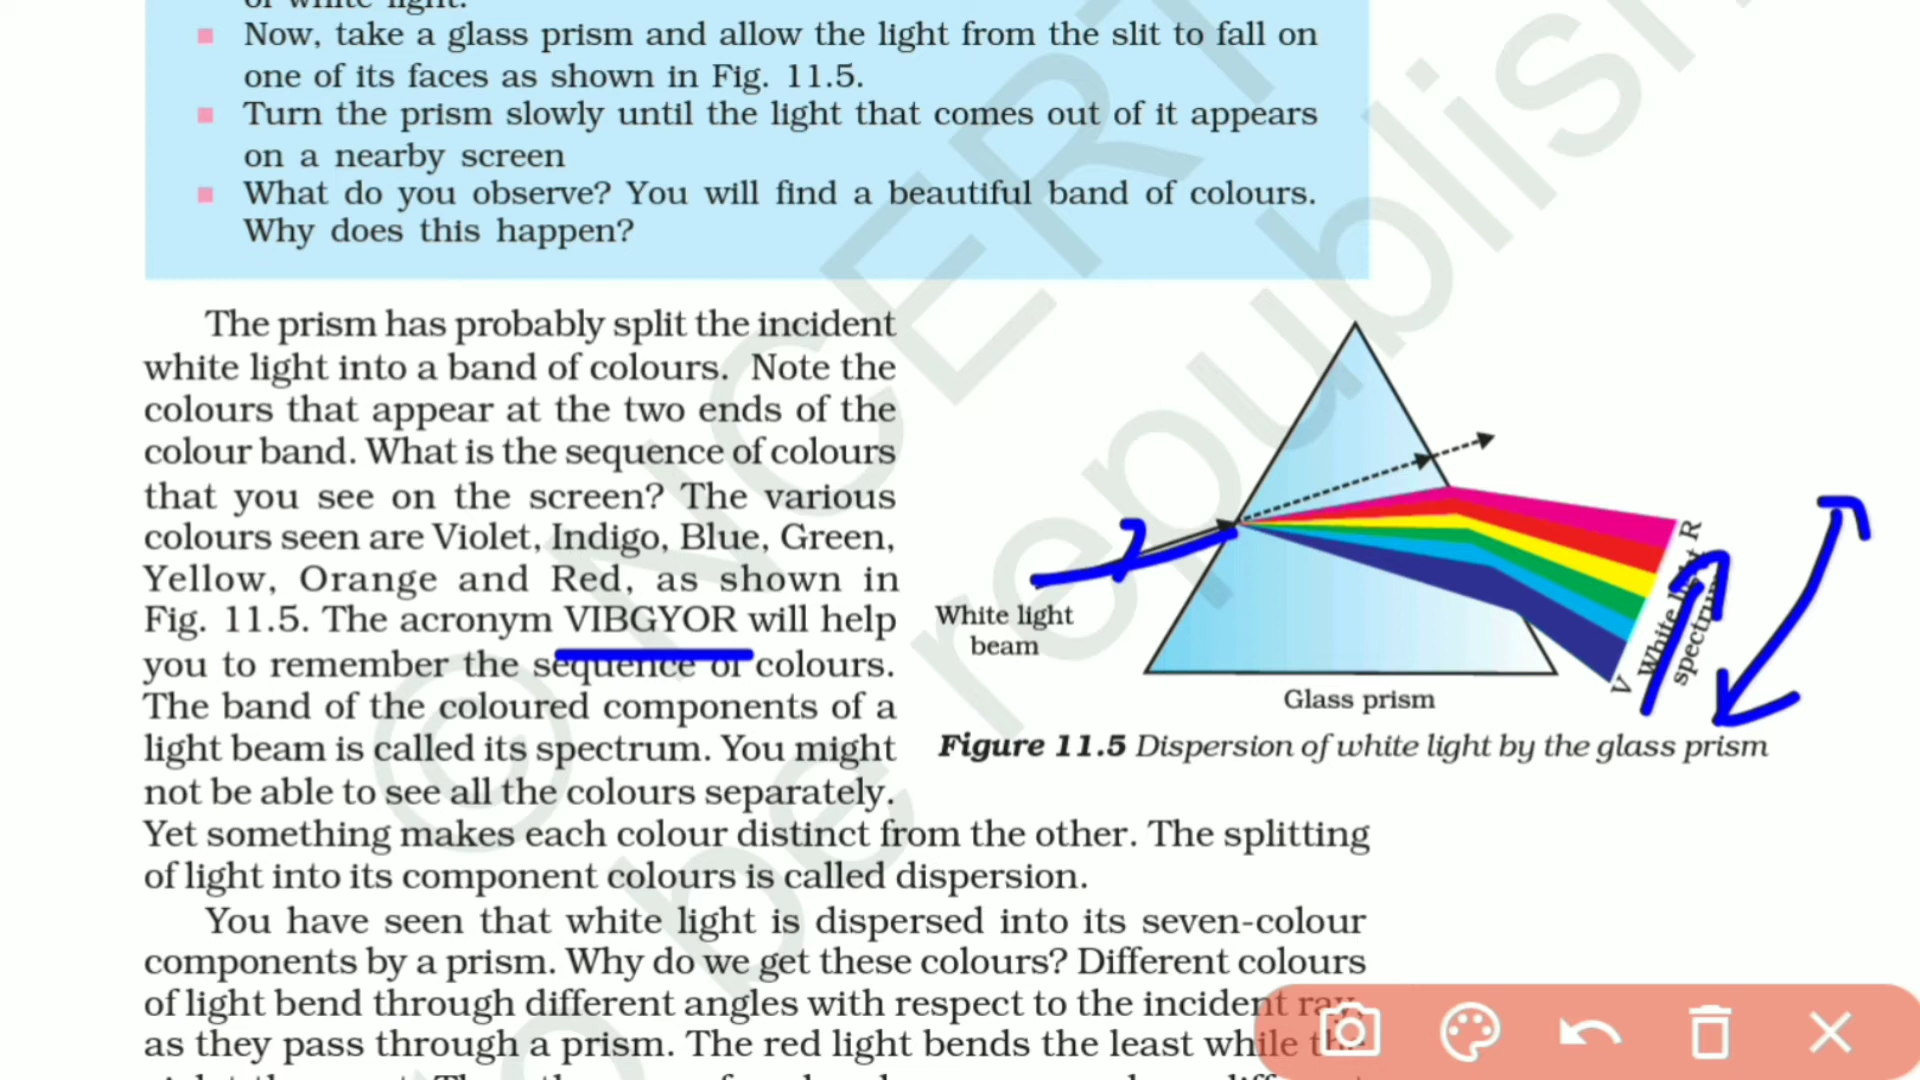 Now, take a glass prism and allow the light from the slit to fall on
one of its faces as shown in Fig. 11.5.
Turn the prism slowly until the light that comes out of it appears
on a nearby screen
What do you observe? You will find a beautiful band of colours.
Why does this happen?
The prism has probably split the incident
white light into a band of colours. Note the
colours that appear at the two ends of the
colour band. What is the sequence of colours
that you see on the screen? The various
colours seen are Violet, Indigo, Blue, Green,
Yellow, Orange and Red, as shown in
Fig. 11.5. The acronym VIBGYOR will help
you to remember the sequence of colours.
The band of the coloured components of a
light beam is called its spectrum. You might
not be able to see all the colours separately.
Yet something makes each colour distinct from the other. The splitting
of light into its component colours is called dispersion.
You have seen that white light is dispersed into its seven-colour
components by a prism. Why do we get these colours? Different colours
of light bend through different angles with respect to the incident ray,
as they pass through a prism. The red light bends the least while the
White light
beam
Glass prism
R
White light
spectrum
V
Figure 11.5 Dispersion of white light by the glass prism
© NCERT
be republish